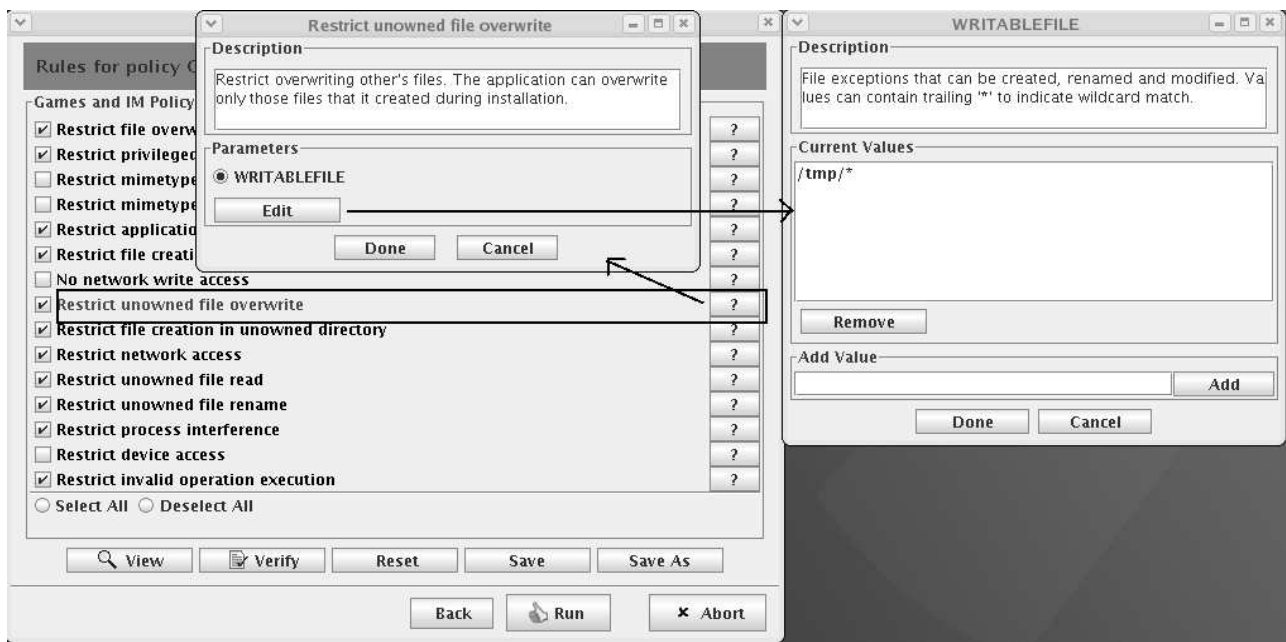 Restrict unowned file overwrite
Description
Restrict overwriting other's files. The application can overwrite
only those files that it created during installation.
Parameters
WRITABLEFILE
Edit
Done Cancel
Rules for policy
Games and IM Policy
Restrict file overw ?
Restrict privileged ?
Restrict mimetype ?
Restrict mimetype ?
Restrict applicatio ?
Restrict file creati ?
No network write access ?
Restrict unowned file overwrite ?
Restrict file creation in unowned directory ?
Restrict network access ?
Restrict unowned file read ?
Restrict unowned file rename ?
Restrict process interference ?
Restrict device access ?
Restrict invalid operation execution ?
Select All Deselect All
View Verify Reset Save Save As
Back Run Abort
WRITABLEFILE
Description
File exceptions that can be created, renamed and modified. Va
lues can contain trailing '*' to indicate wildcard match.
Current Values
/tmp/*
Remove
Add Value
Add
Done Cancel